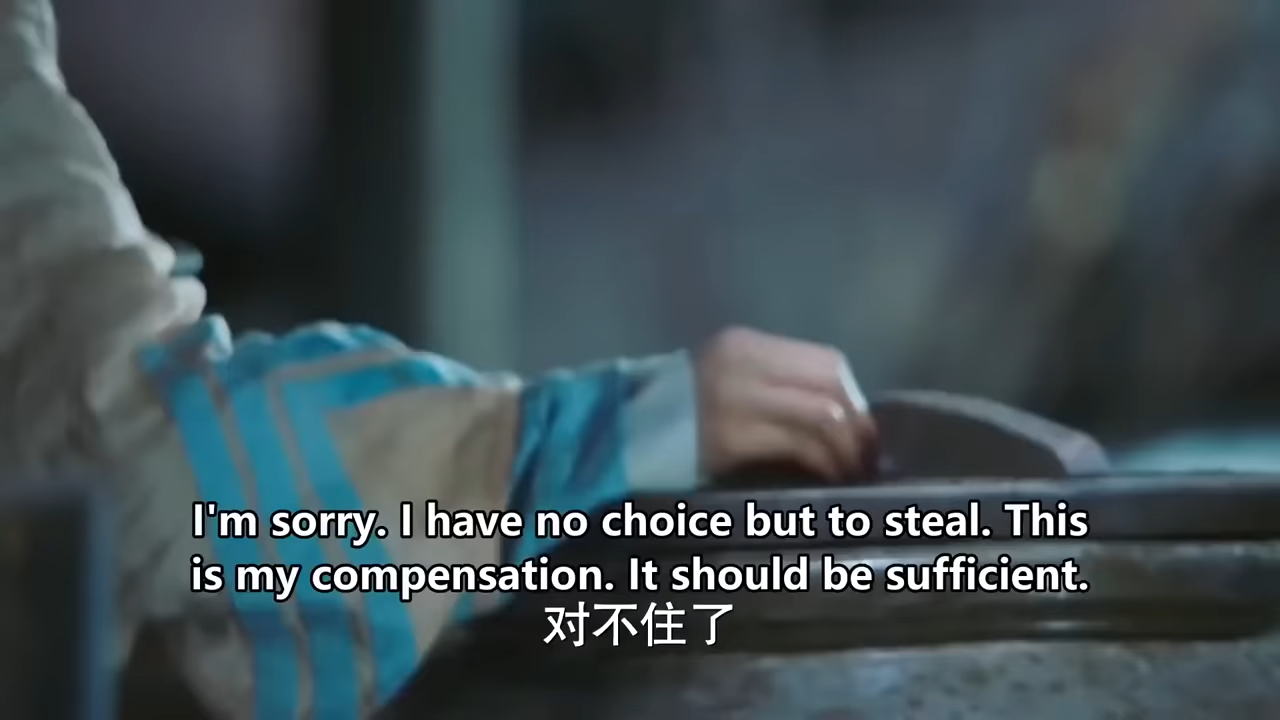 I'm sorry. I have no choice but to steal. This
is my compensation. It should be sufficient.
对不住了